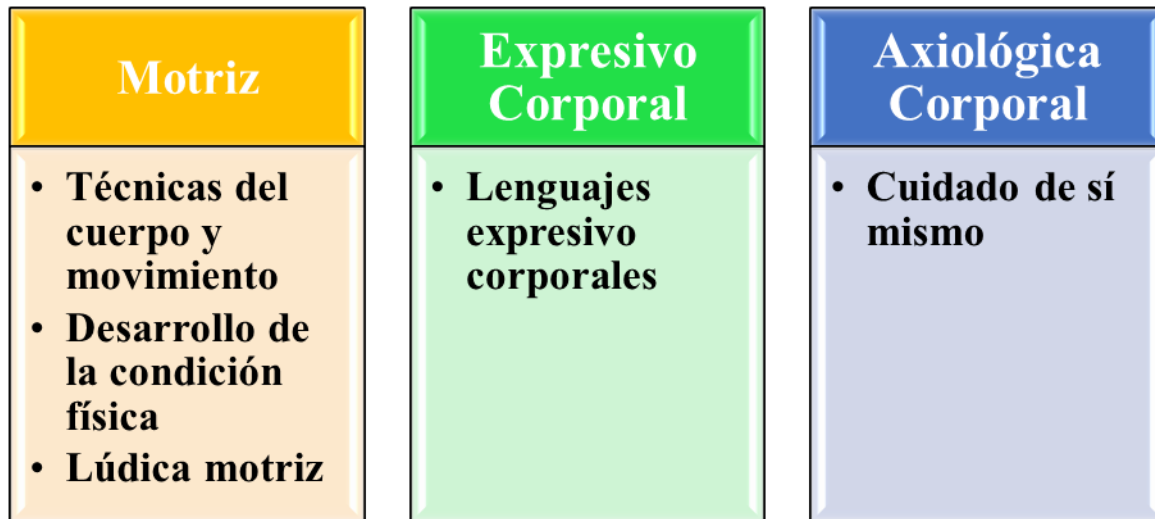 Motriz
• Técnicas del
cuerpo y
movimiento
• Desarrollo de
la condición
física
• Lúdica motriz
Expresivo
Corporal
• Lenguajes
expresivo
corporales
Axiológica
Corporal
• Cuidado de sí
mismo